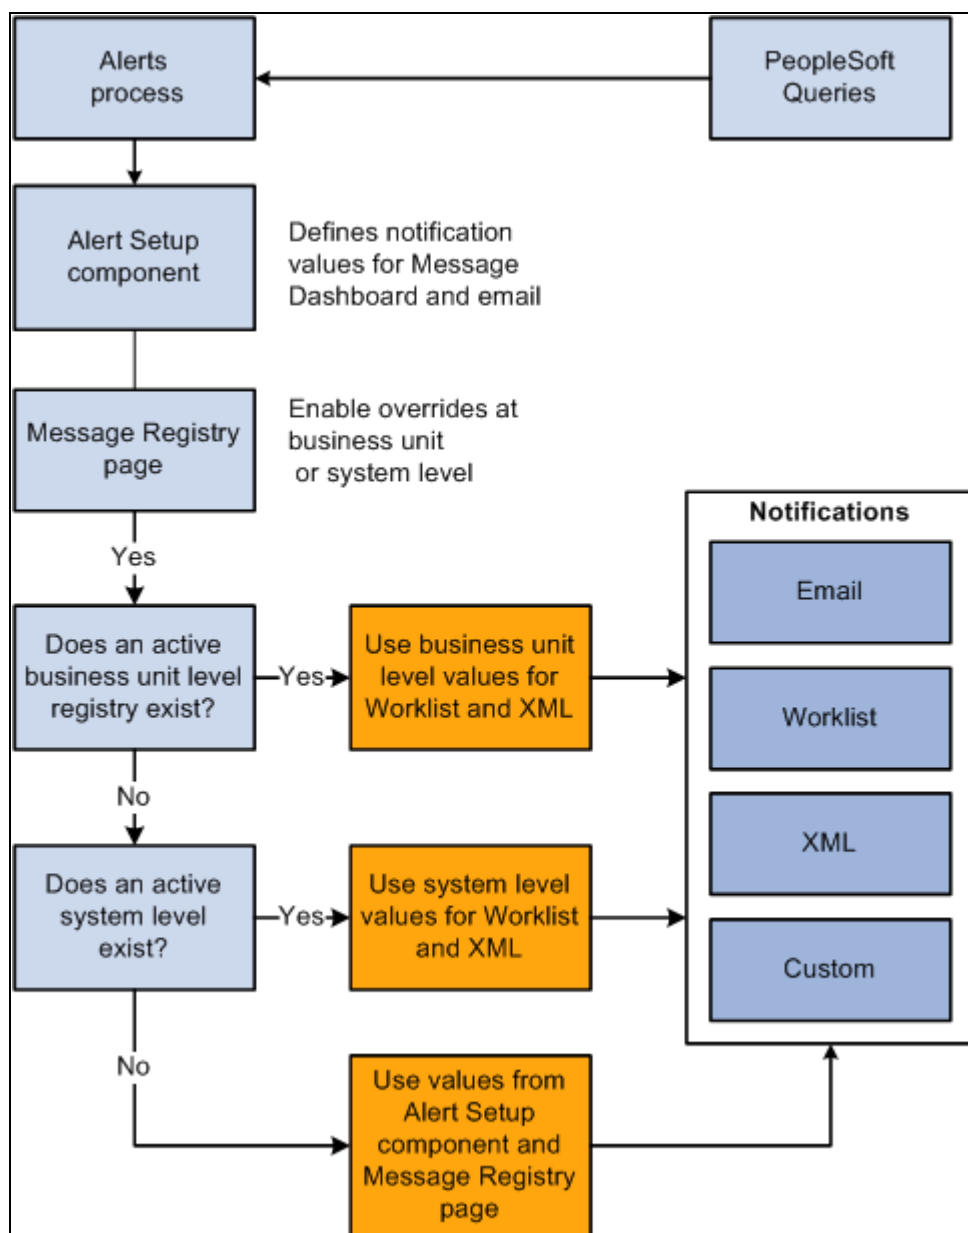 Alerts
process
PeopleSoft
Queries
Alert Setup
component
Defines notification
values for Message
Dashboard and email
Message Registry
page
Enable overrides at
business unit
or system level
Yes
Notifications
Email
Worklist
XML
Custom
Does an active
business unit level
registry exist?
Yes
Use business unit
level values for
Worklist and XML
No
Does an active
system level
exist?
Yes
Use system level
values for Worklist
and XML
No
Use values from
Alert Setup
component and
Message Registry
page